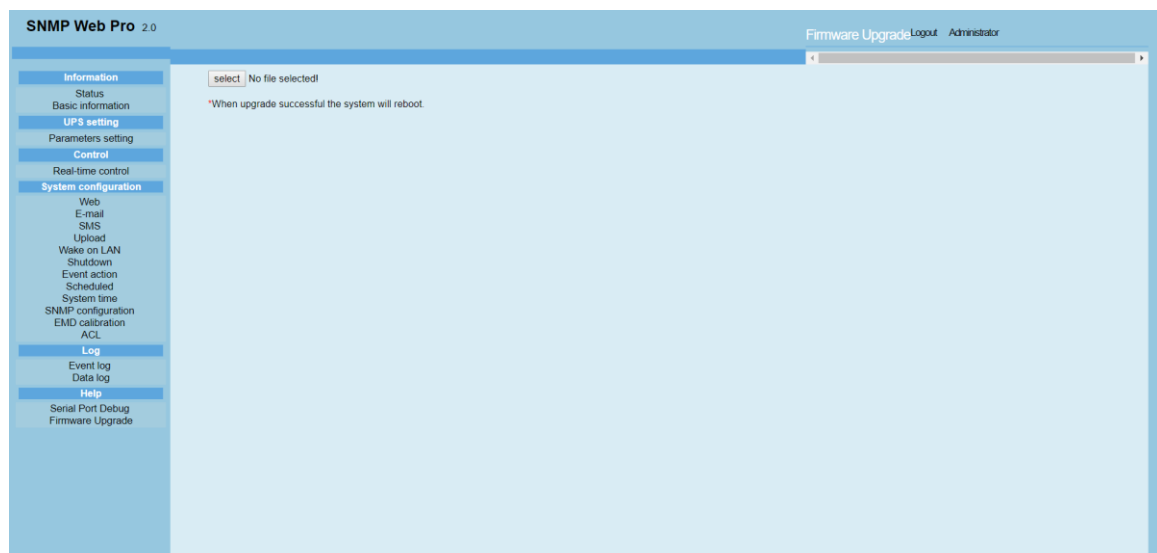 SNMP Web Pro 2.0
Firmware Upgrade Logout Administrator
Information
Status
Basic information
UPS setting
Parameters setting
Control
Real-time control
System configuration
Web
E-mail
SMS
Upload
Wake on LAN
Shutdown
Event action
Scheduled
System time
SNMP configuration
EMD calibration
ACL
Log
Event log
Data log
Help
Serial Port Debug
Firmware Upgrade
select No file selected!
*When upgrade successful the system will reboot.